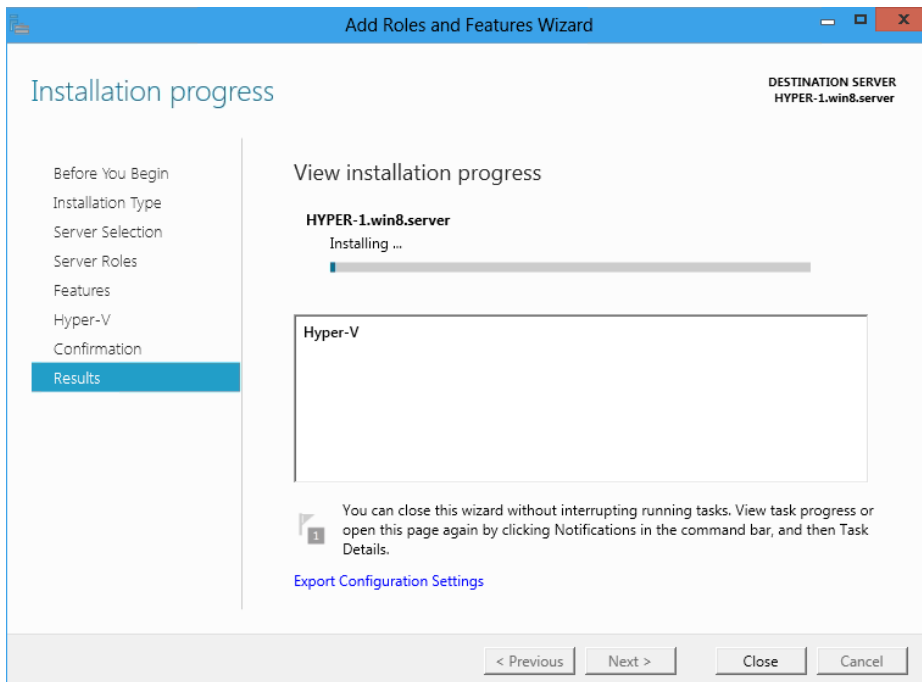 Add Roles and Features Wizard
Installation progress
DESTINATION SERVER
HYPER-1.win8.server
Before You Begin
Installation Type
Server Selection
Server Roles
Features
Hyper-V
Confirmation
Results
View installation progress
HYPER-1.win8.server
Installing ...
Hyper-V
1
You can close this wizard without interrupting running tasks. View task progress or
open this page again by clicking Notifications in the command bar, and then Task
Details.
Export Configuration Settings
< Previous
Next >
Close
Cancel